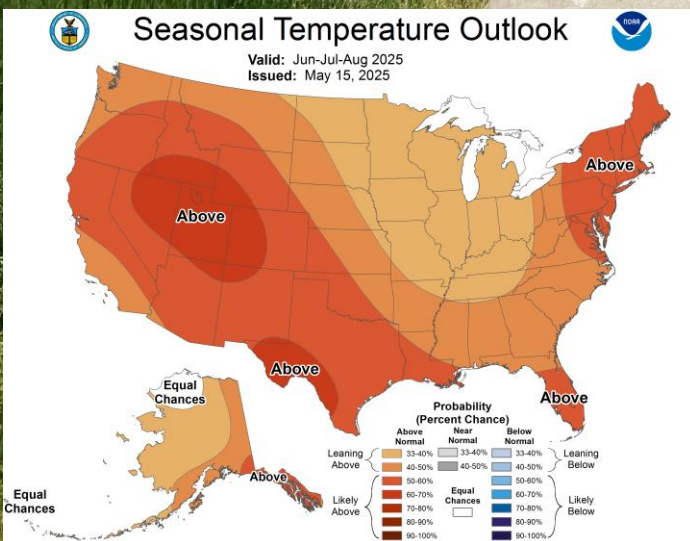 Seasonal Temperature Outlook
NOAA
Valid: Jun-Jul-Aug 2025
Issued: May 15, 2025
Above
Above
Above
Above
Equal
Chances
Above
Equal
Chances
Probability
(Percent Chance)
Above
Normal
Near
Normal
Below
Normal
Leaning
Above
33-40%
33-40%
33-40%
Leaning
Below
40-50%
40-50%
40-50%
Likely
Above
50-60%
60-70%
70-80%
80-90%
90-100%
Equal
Chances
50-60%
60-70%
70-80%
80-90%
90-100%
Likely
Below